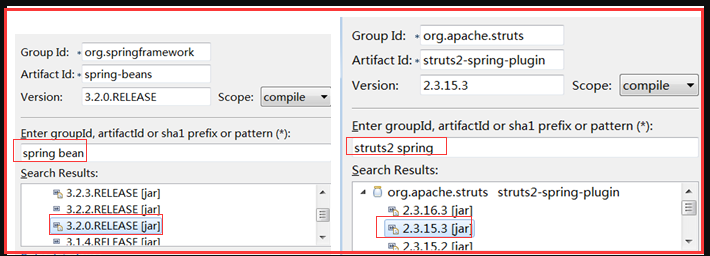 Group Id: * org.springframework
Artifact Id: * spring-beans
Version: 3.2.0.RELEASE Scope: compile
Enter groupId, artifactId or sha1 prefix or pattern (*):
spring bean
Search Results:
3.2.3.RELEASE [jar]
3.2.2.RELEASE [jar]
3.2.0.RELEASE [jar]
3.1.4.RELEASE [jar]
Group Id: * org.apache.struts
Artifact Id: * struts2-spring-plugin
Version: 2.3.15.3 Scope: compile
Enter groupId, artifactId or sha1 prefix or pattern (*):
struts2 spring
Search Results:
org.apache.struts struts2-spring-plugin
2.3.16.3 [jar]
2.3.15.3 [jar]
2.3.15.2 [jar]